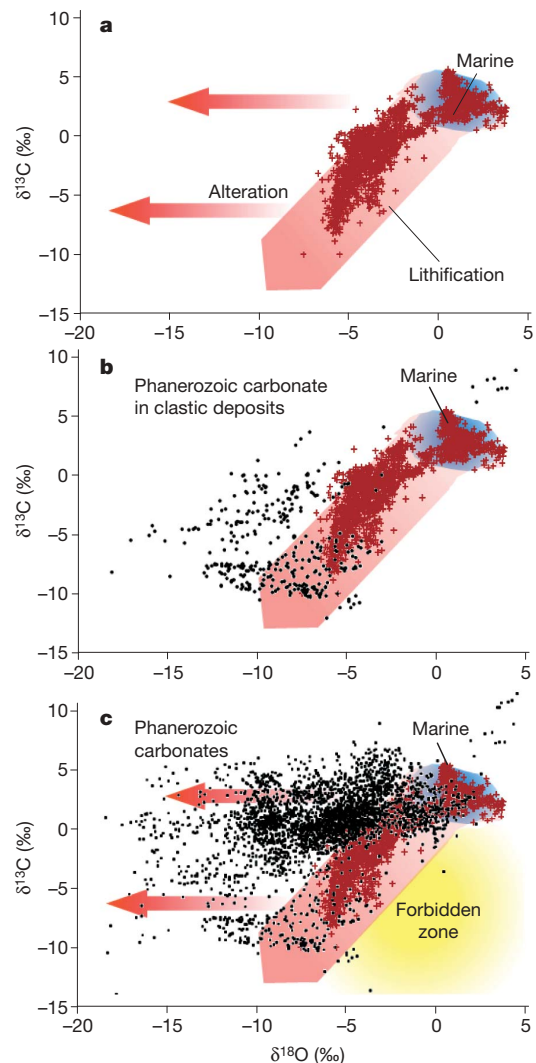 a
10
5
0
−5
−10
−15
δ13C (‰)
Marine
Alteration
Lithification
−20 −15 −10 −5 0 5
b
10
5
0
−5
−10
−15
δ13C (‰)
Phanerozoic carbonate
in clastic deposits
Marine
−20 −15 −10 −5 0 5
c
10
5
0
−5
−10
−15
δ13C (‰)
Phanerozoic
carbonates
Marine
Forbidden
zone
−20 −15 −10 −5 0 5
δ18O (‰)